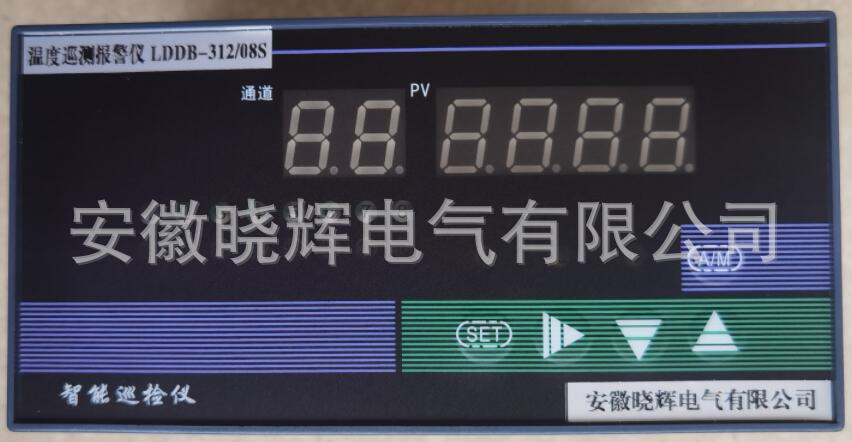 温度巡测报警仪 LDDB-312/08S
通道
PV
安徽晓辉电气有限公司
A/M
SET
智能巡检仪
安徽晓辉电气有限公司